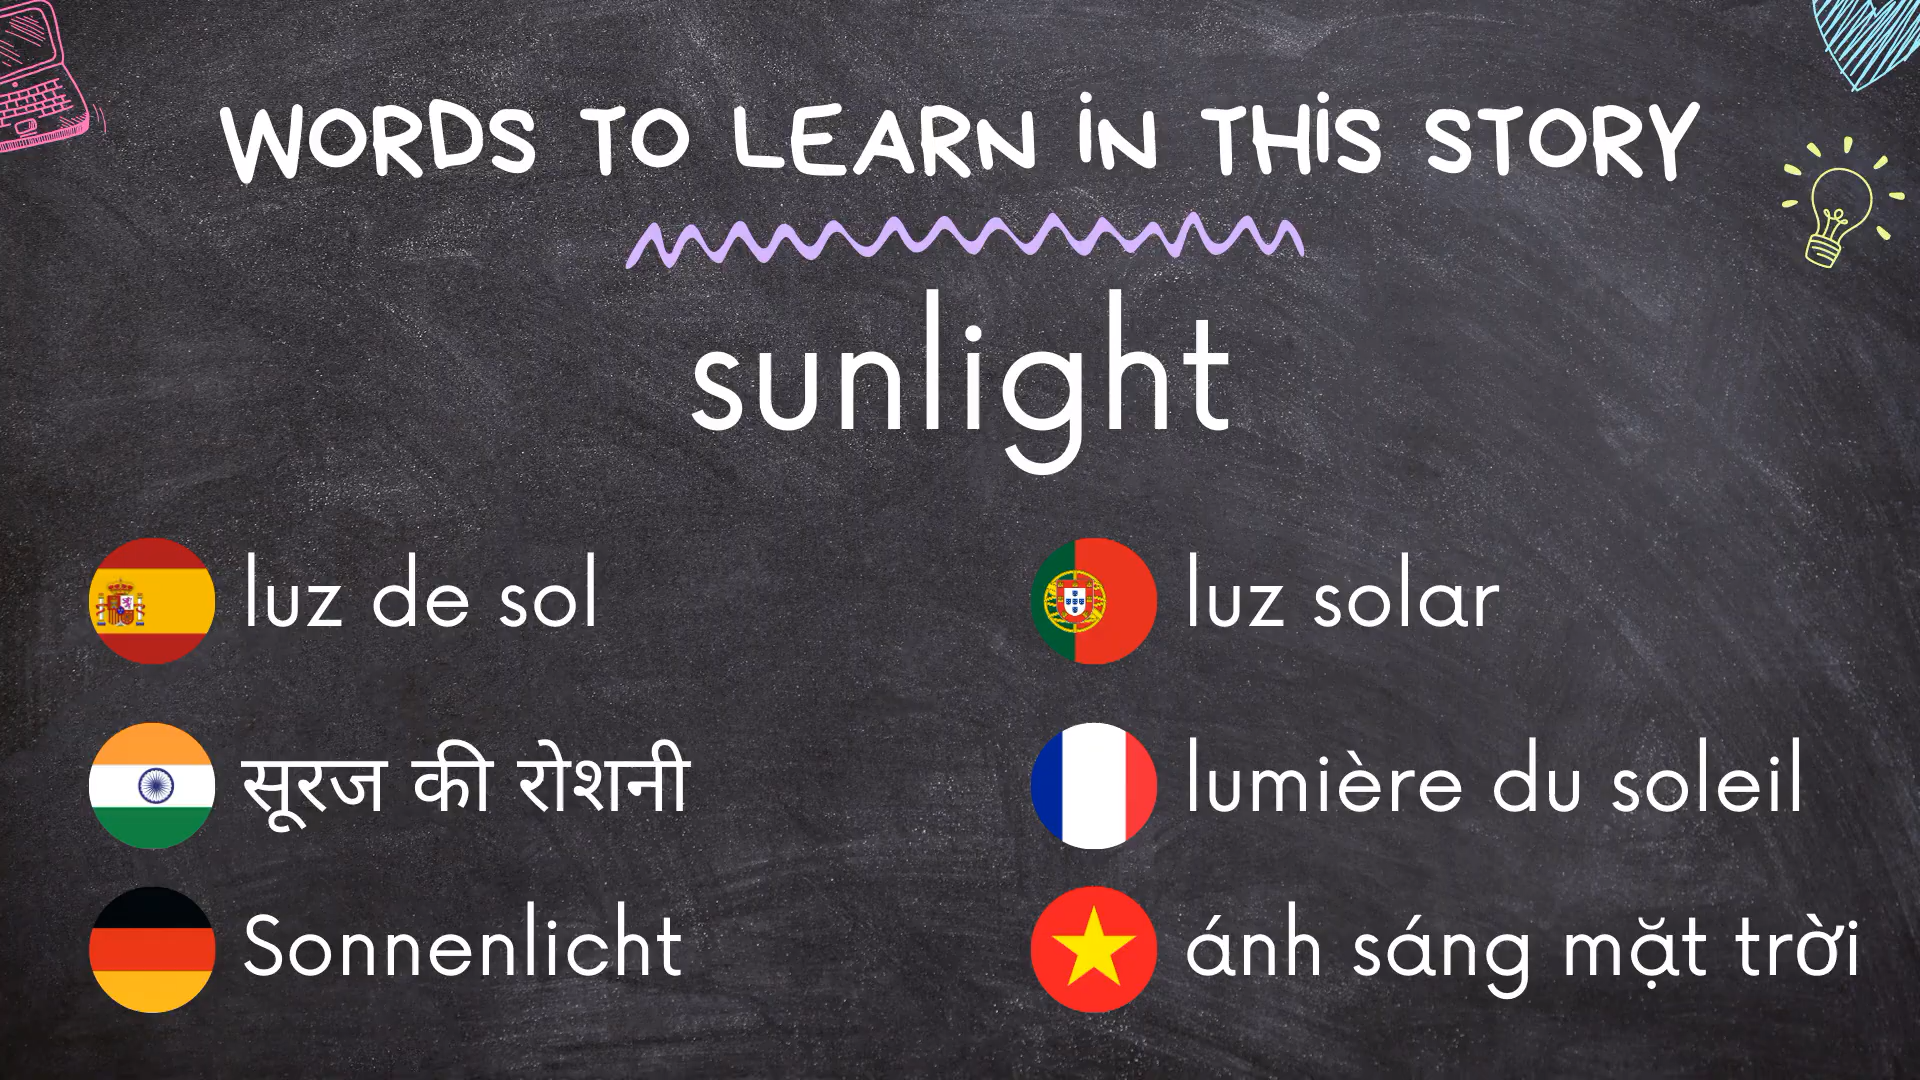 WORDS TO LEARN iN THiS STORY
sunlight
luz de sol
luz solar
सूरज की रोशनी
lumière du soleil
Sonnenlicht
ánh sáng mặt trời